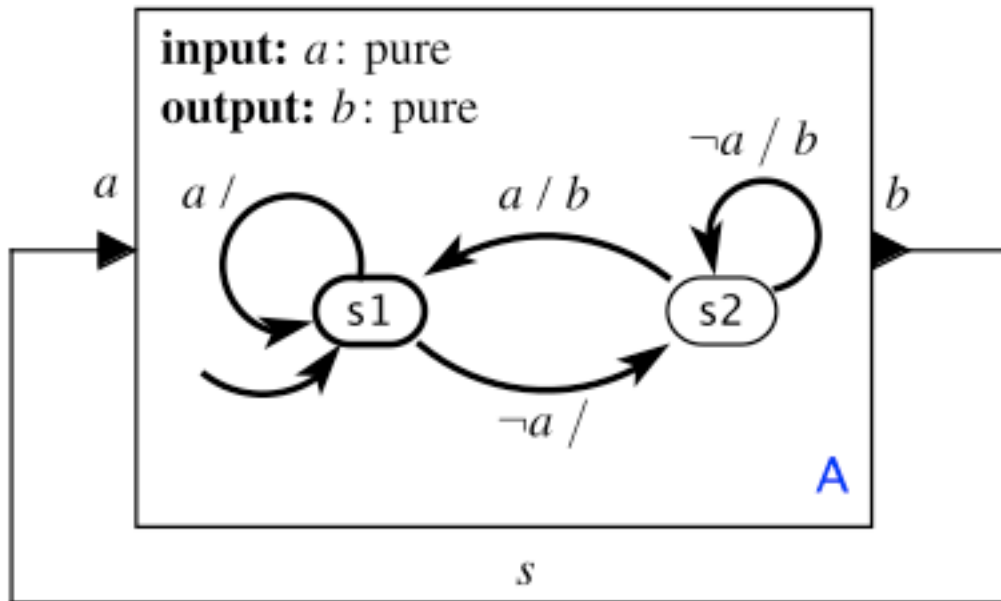 input: a: pure
output: b: pure
¬a / b
a
a /
a / b
b
s1
s2
¬a /
A
s